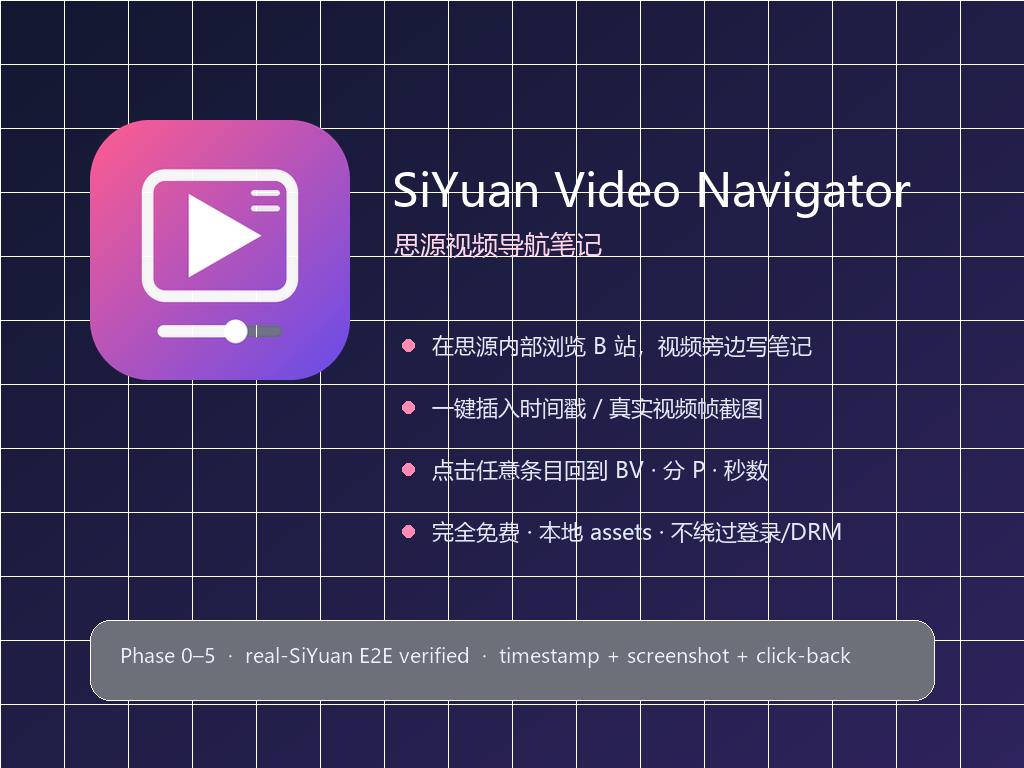 SiYuan Video Navigator
思源视频导航笔记
在思源内部浏览 B 站，视频旁边写笔记
一键插入时间戳 / 真实视频帧截图
点击任意条目回到 BV · 分 P · 秒数
完全免费 · 本地 assets · 不绕过登录/DRM
Phase 0–5 · real-SiYuan E2E verified · timestamp + screenshot + click-back